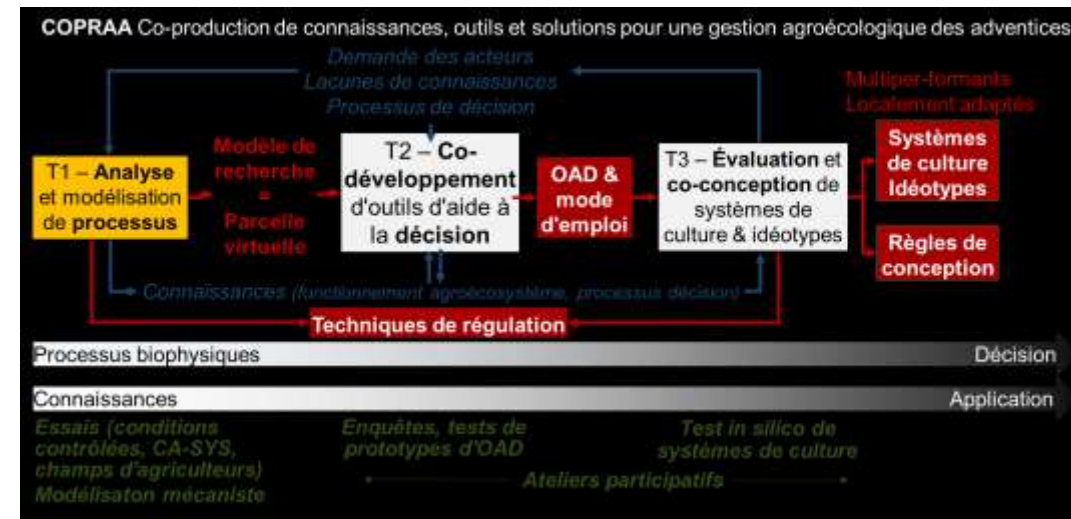 COPRAA Co-production de connaissances, outils et solutions pour une gestion agroécologique des adventices
Demande des acteurs
Lacunes de connaissances
Processus de décision
Multiper-formants
Localement adaptés
T1 – Analyse
et modélisation
de processus
Modèle de
recherche
=
Parcelle
virtuelle
T2 – Co-
développement
d'outils d'aide à
la décision
OAD &
mode
d'emploi
T3 – Évaluation et
co-conception de
systèmes de
culture & idéotypes
Systèmes
de culture
Idéotypes
Règles de
conception
Connaissances (fonctionnement agroécosystème, processus décision)
Techniques de régulation
Processus biophysiques
Décision
Connaissances
Application
Essais (conditions
contrôlées, CA-SYS,
champs d'agriculteurs)
Modélisaton mécaniste
Enquêtes, tests de
prototypes d'OAD
Test in silico de
systèmes de culture
Ateliers participatifs